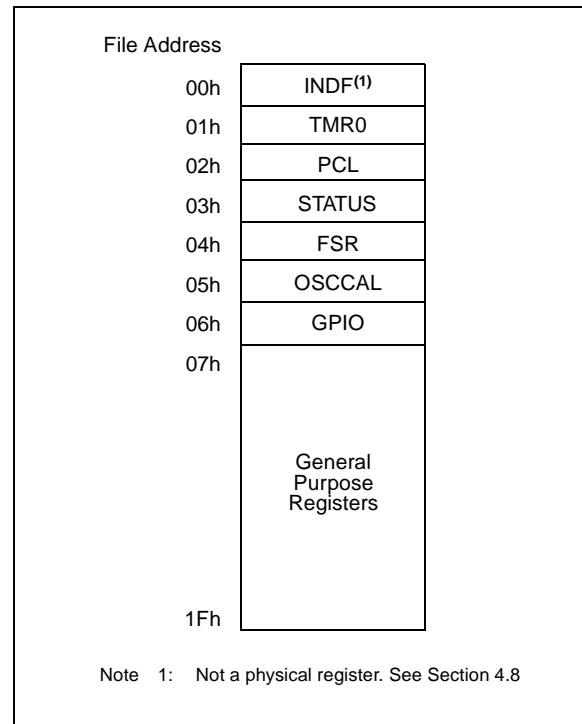 File Address
00h INDF(1)
01h TMR0
02h PCL
03h STATUS
04h FSR
05h OSCCAL
06h GPIO
07h
General
Purpose
Registers
1Fh
Note 1: Not a physical register. See Section 4.8